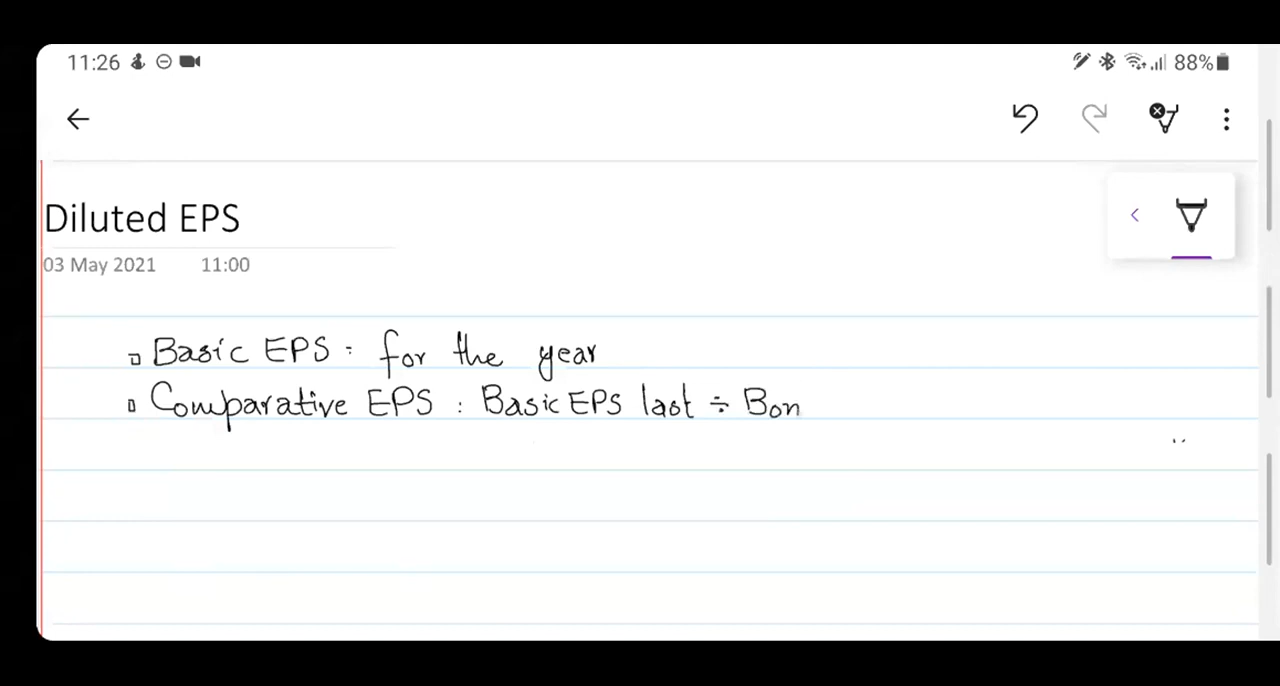 11:26 88%
Diluted EPS
03 May 2021 11:00
Basic EPS : for the year
Comparative EPS : Basic EPS last ÷ Bon